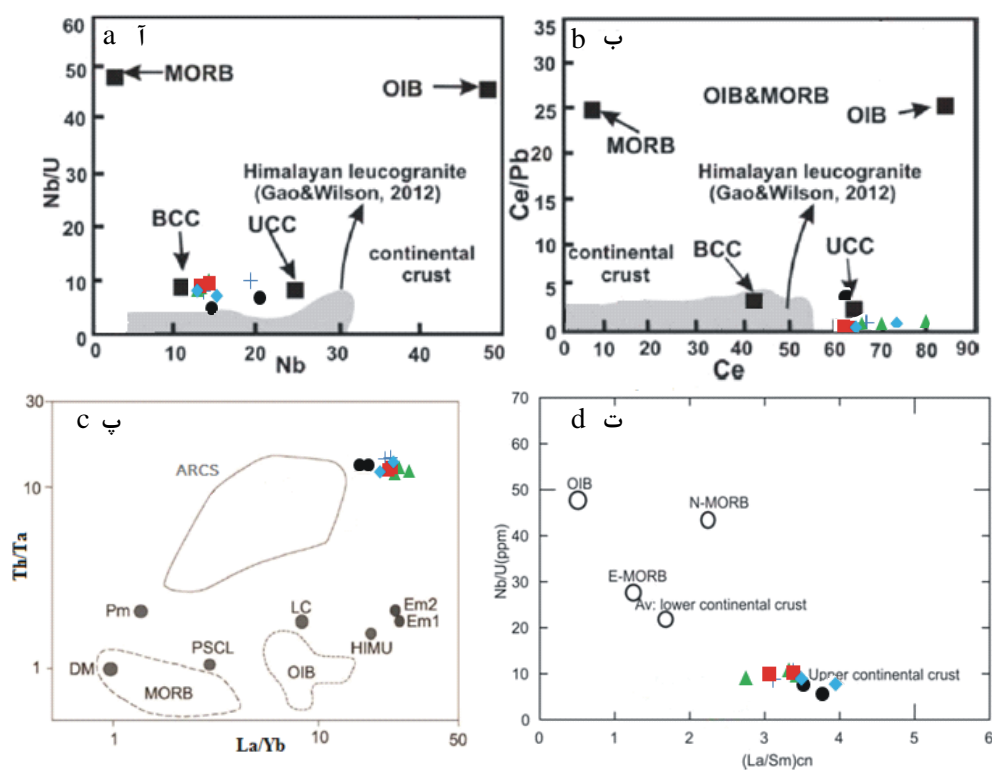 a آ
60
50
40
30
20
10
0
Nb/U
MORB
OIB
Himalayan leucogranite
(Gao&Wilson, 2012)
BCC
UCC
continental
crust
0 10 20 30 40 50
Nb
b ب
35
30
25
20
15
10
5
0
Ce/Pb
OIB&MORB
OIB
MORB
Himalayan leucogranite
(Gao&Wilson, 2012)
continental
crust
BCC
UCC
0 10 20 30 40 50 60 70 80 90
Ce
c پ
30
10
1
Th/Ta
ARCS
Pm
LC
Em2
Em1
HIMU
PSCL
DM
MORB
OIB
1 10 50
La/Yb
d ت
70
60
50
40
30
20
10
0
Nb/U(ppm)
OIB
N-MORB
E-MORB
Av: lower continental crust
Upper continental crust
0 1 2 3 4 5 6
(La/Sm)cn